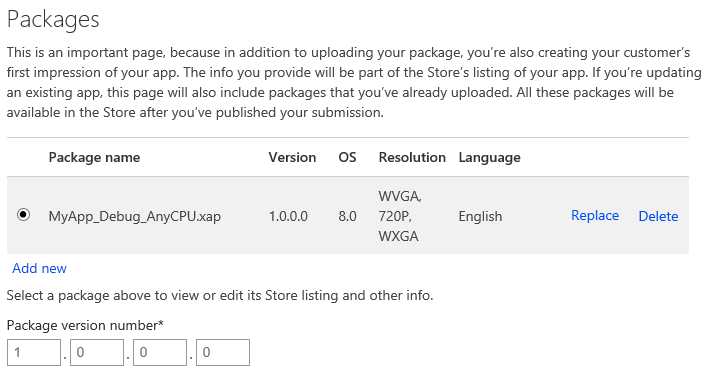 Packages
This is an important page, because in addition to uploading your package, you're also creating your customer's
first impression of your app. The info you provide will be part of the Store's listing of your app. If you're updating
an existing app, this page will also include packages that you've already uploaded. All these packages will be
available in the Store after you've published your submission.
Package name Version OS Resolution Language
MyApp_Debug_AnyCPU.xap 1.0.0.0 8.0 WVGA, 720P, WXGA English Replace Delete
Add new
Select a package above to view or edit its Store listing and other info.
Package version number*
1 . 0 . 0 . 0